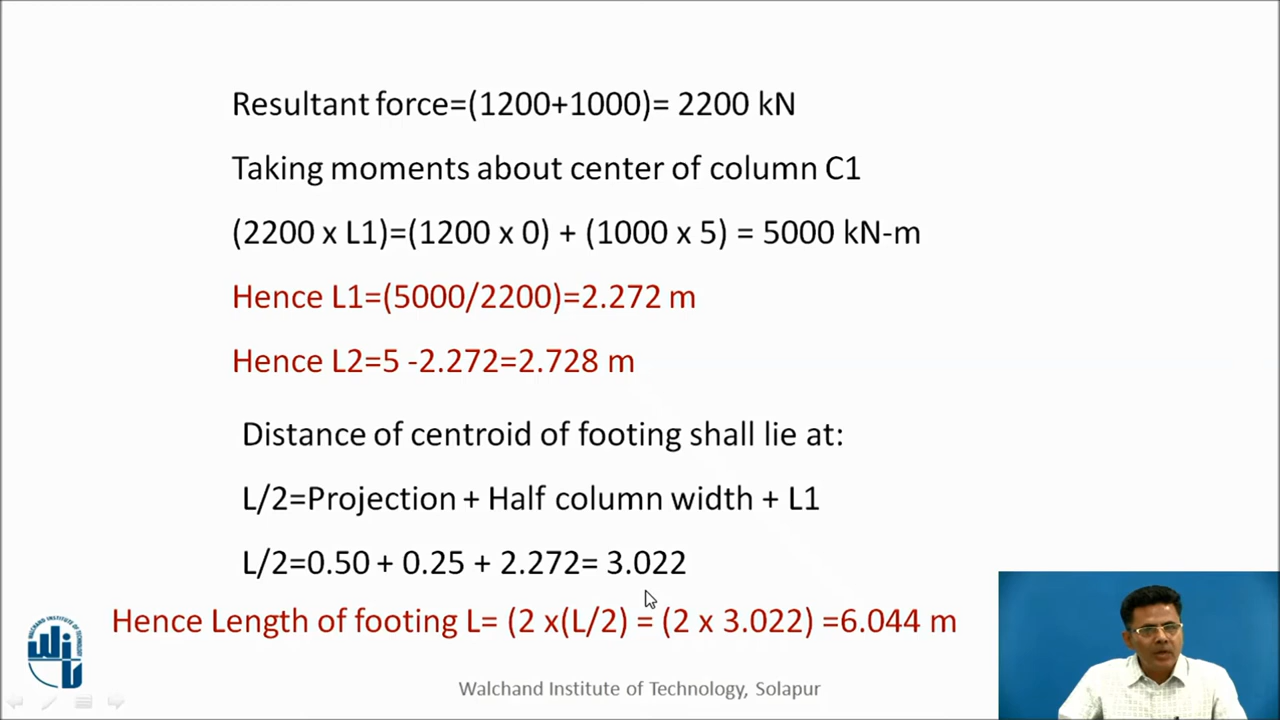 Resultant force=(1200+1000)= 2200 kN
Taking moments about center of column C1
(2200 x L1)=(1200 x 0) + (1000 x 5) = 5000 kN-m
Hence L1=(5000/2200)=2.272 m
Hence L2=5 -2.272=2.728 m
Distance of centroid of footing shall lie at:
L/2=Projection + Half column width + L1
L/2=0.50 + 0.25 + 2.272= 3.022
Hence Length of footing L= (2 x(L/2) = (2 x 3.022) =6.044 m
Walchand Institute of Technology, Solapur